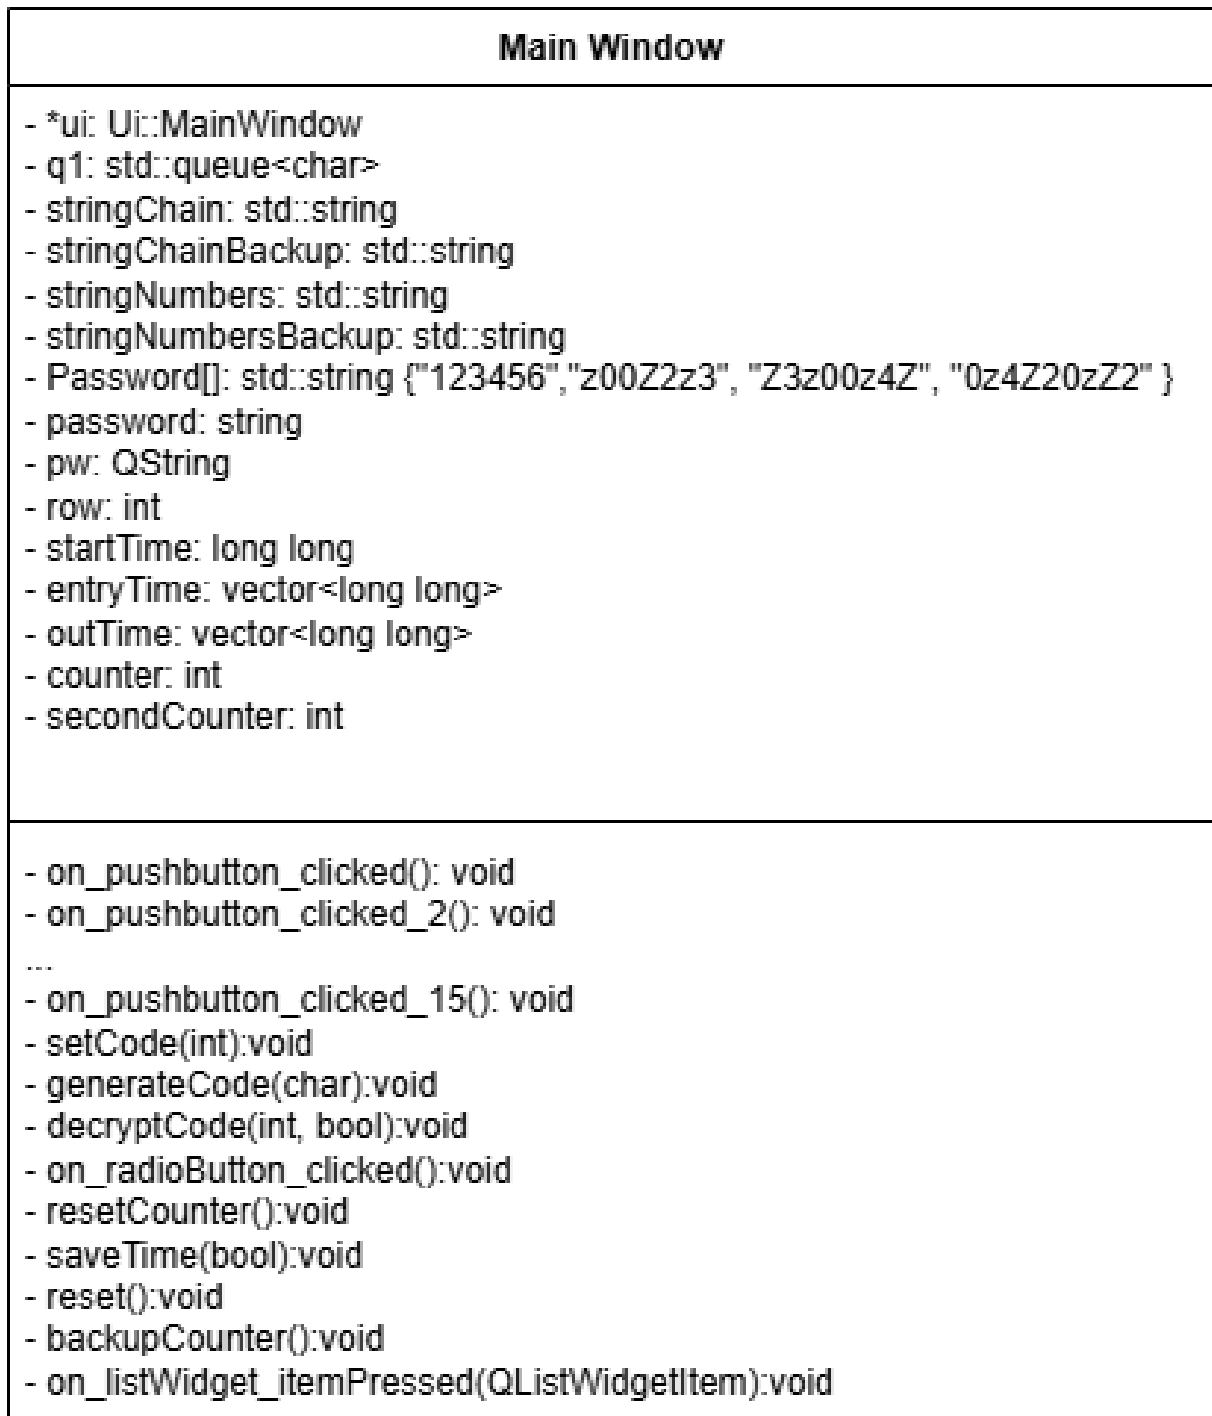 Main Window
- *ui: Ui::MainWindow
- q1: std::queue<char>
- stringChain: std::string
- stringChainBackup: std::string
- stringNumbers: std::string
- stringNumbersBackup: std::string
- Password[]: std::string {"123456","z00Z2z3", "Z3z00z4Z", "0z4Z20zZ2" }
- password: string
- pw: QString
- row: int
- startTime: long long
- entryTime: vector<long long>
- outTime: vector<long long>
- counter: int
- secondCounter: int
- on_pushbutton_clicked(): void
- on_pushbutton_clicked_2(): void
...
- on_pushbutton_clicked_15(): void
- setCode(int):void
- generateCode(char):void
- decryptCode(int, bool):void
- on_radioButton_clicked():void
- resetCounter():void
- saveTime(bool):void
- reset():void
- backupCounter():void
- on_listWidget_itemPressed(QListWidgetItem):void